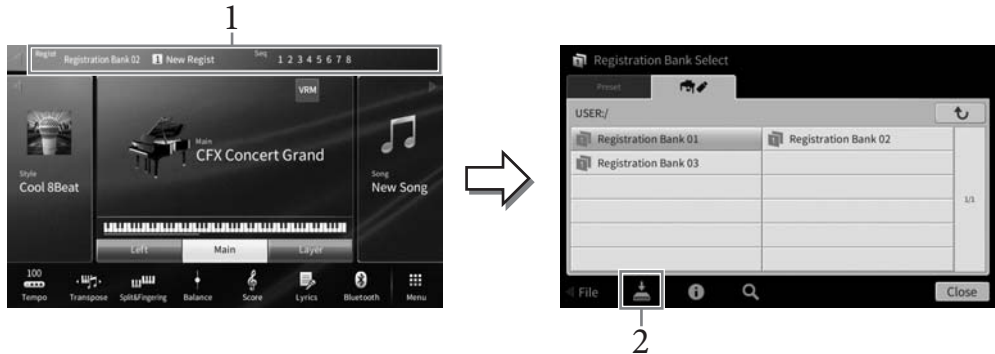 1
Regist
Registration Bank 02 1 New Regist
Seq
1 2 3 4 5 6 7 8
VRM
Style
Cool 8Beat
Main
CFX Concert Grand
Song
New Song
Left Main Layer
100
Tempo Transpose Split&Fingering Balance Score Lyrics Bluetooth Menu
Registration Bank Select
Preset
USER:/
Registration Bank 01 Registration Bank 02
Registration Bank 03
1/1
File Close
2